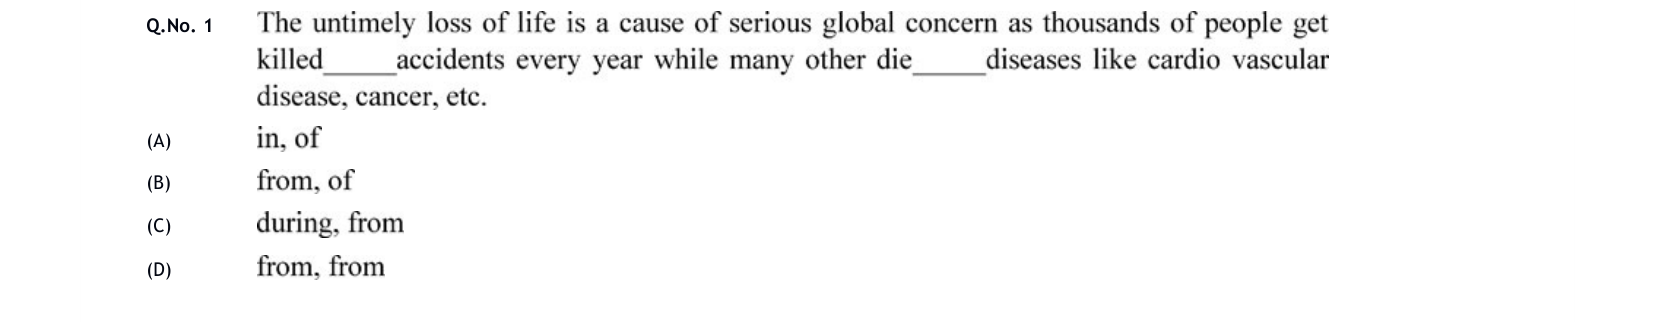 Q.No. 1 The untimely loss of life is a cause of serious global concern as thousands of people get
killed_____accidents every year while many other die_____diseases like cardio vascular
disease, cancer, etc.
(A) in, of
(B) from, of
(C) during, from
(D) from, from